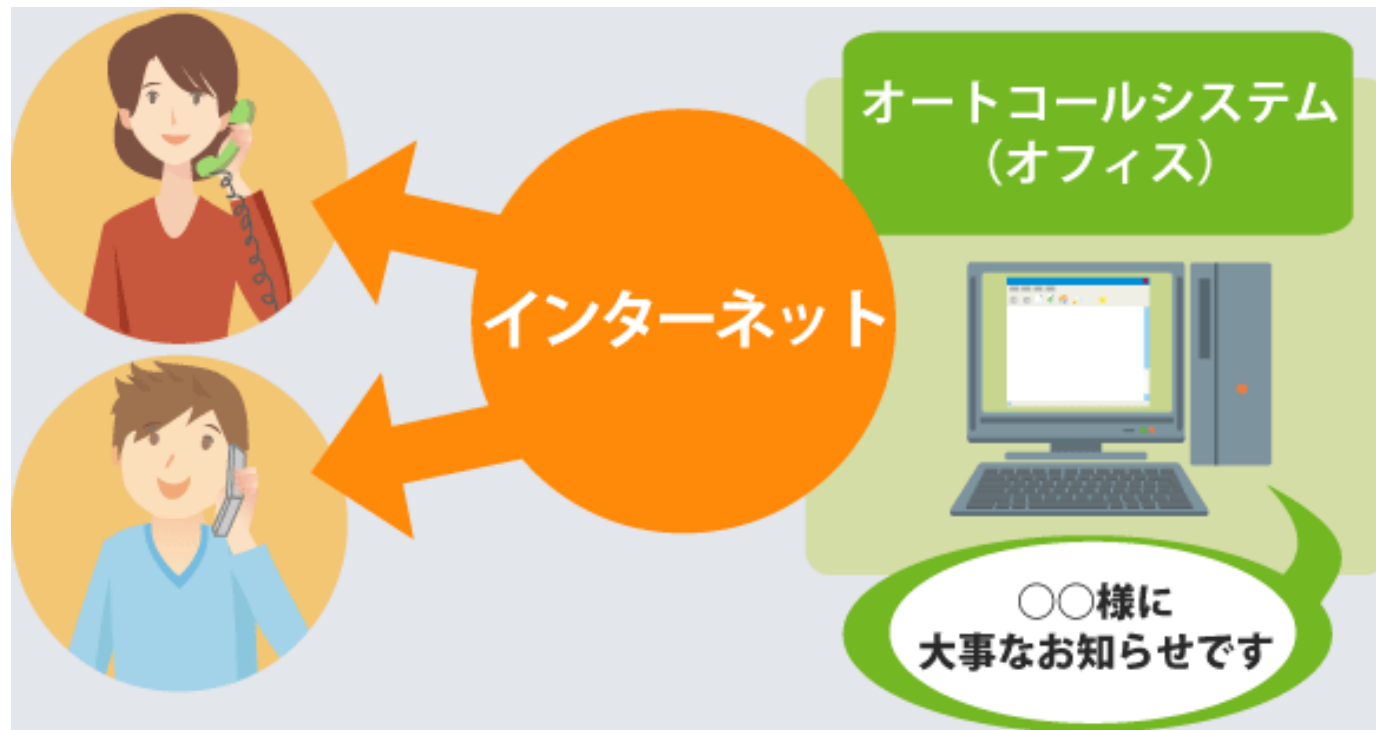 オートコールシステム
（オフィス）
インターネット
○○様に
大事なお知らせです